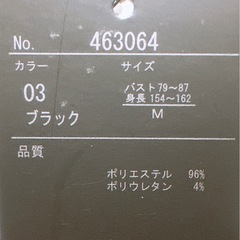 No. 463064
カラー サイズ
03 バスト79~87
身長154~162
ブラック M
品質
ポリエステル 96%
ポリウレタン 4%